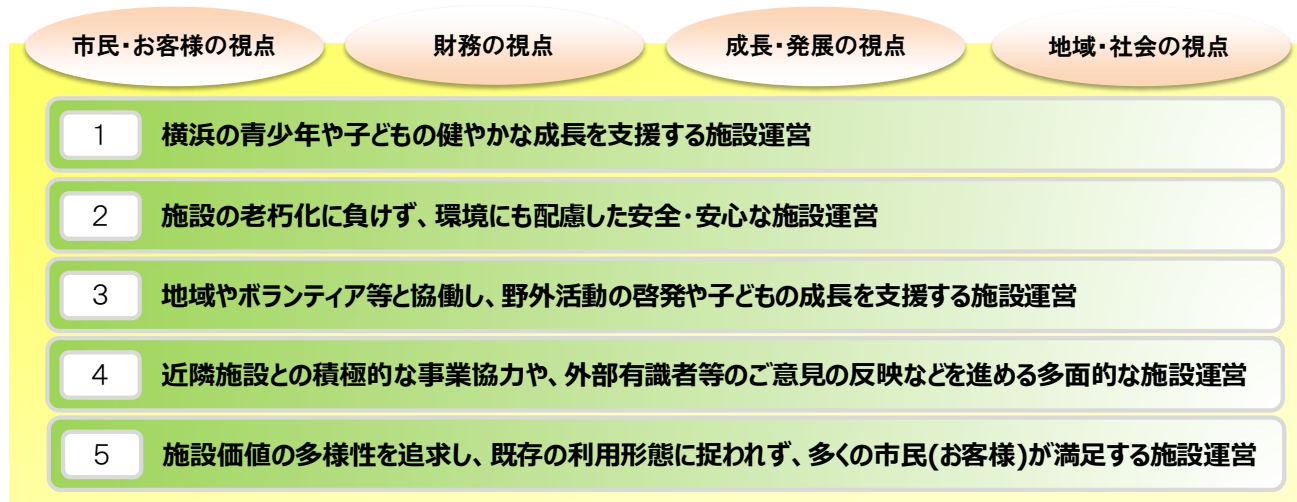 市民・お客様の視点
財務の視点
成長・発展の視点
地域・社会の視点
1 横浜の青少年や子どもの健やかな成長を支援する施設運営
2 施設の老朽化に負けず、環境にも配慮した安全・安心な施設運営
3 地域やボランティア等と協働し、野外活動の啓発や子どもの成長を支援する施設運営
4 近隣施設との積極的な事業協力や、外部有識者等のご意見の反映などを進める多面的な施設運営
5 施設価値の多様性を追求し、既存の利用形態に捉われず、多くの市民(お客様)が満足する施設運営